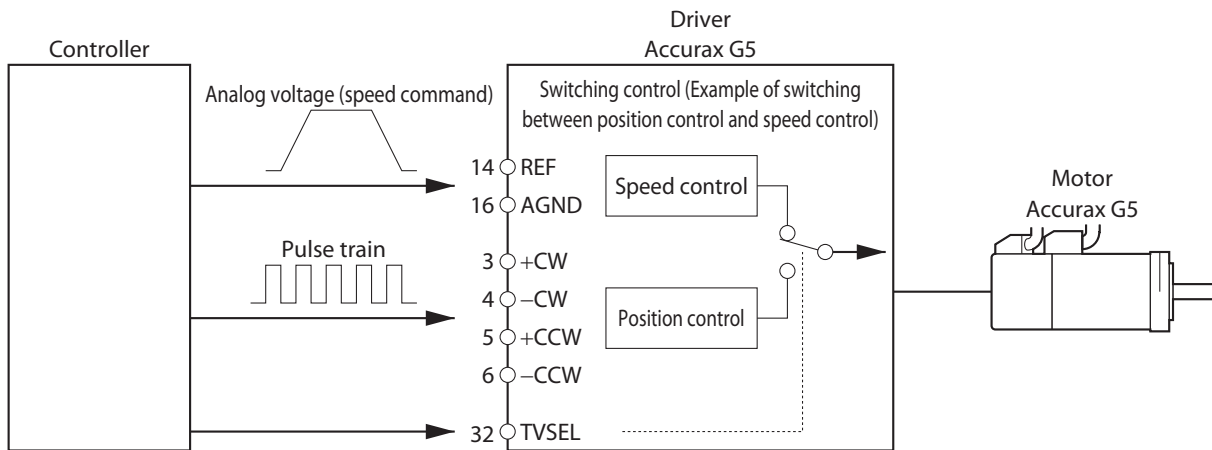 Controller
Driver
Accurax G5
Analog voltage (speed command)
Switching control (Example of switching
between position control and speed control)
14 REF
Speed control
16 AGND
Motor
Accurax G5
Pulse train
3 +CW
4 −CW
5 +CCW
Position control
6 −CCW
32 TVSEL